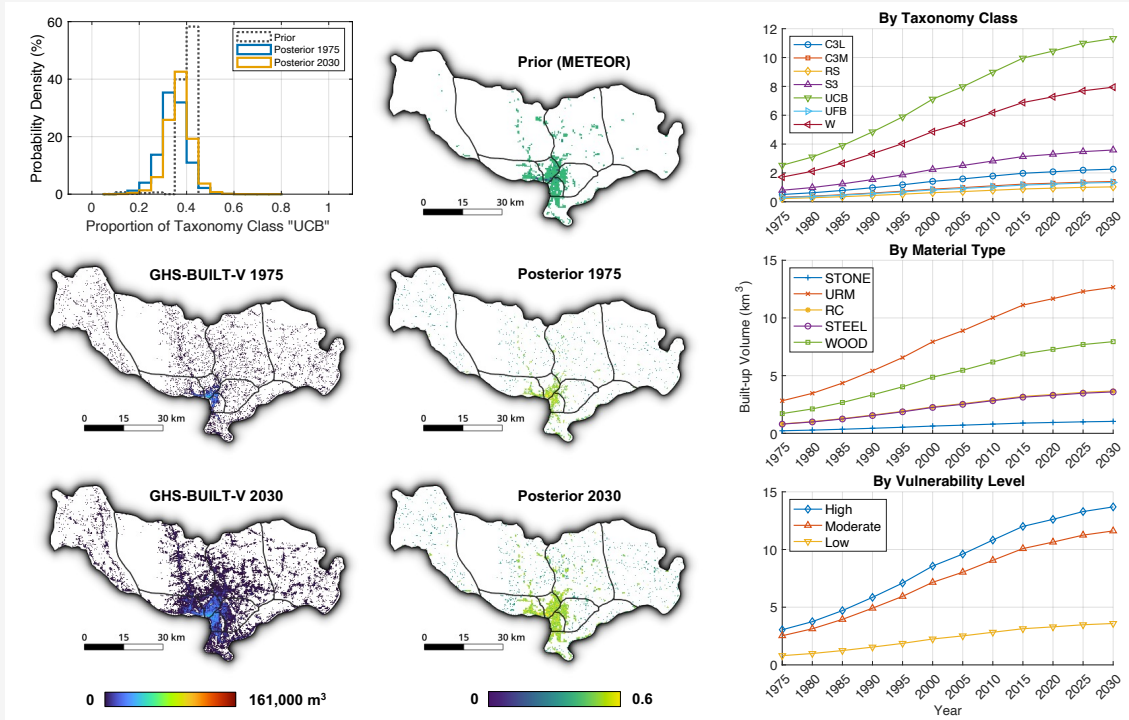 60
40
20
0
0
0.2
0.4
0.6
0.8
1
Probability Density (%)
Proportion of Taxonomy Class "UCB"
Prior
Posterior 1975
Posterior 2030
Prior (METEOR)
0 15 30 km
GHS-BUILT-V 1975
0 15 30 km
Posterior 1975
0 15 30 km
GHS-BUILT-V 2030
0 15 30 km
Posterior 2030
0 15 30 km
0 161,000 m³
0 0.6
By Taxonomy Class
12
10
8
6
4
2
0
C3L
C3M
RS
S3
UCB
UFB
W
1975 1980 1985 1990 1995 2000 2005 2010 2015 2020 2025 2030
By Material Type
15
10
5
0
STONE
URM
RC
STEEL
WOOD
Built-up Volume (km³)
1975 1980 1985 1990 1995 2000 2005 2010 2015 2020 2025 2030
By Vulnerability Level
15
10
5
0
High
Moderate
Low
1975 1980 1985 1990 1995 2000 2005 2010 2015 2020 2025 2030
Year